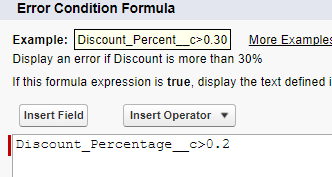 Error Condition Formula
Example: Discount_Percent__c>0.30 More Examples
Display an error if Discount is more than 30%
If this formula expression is true, display the text defined i
Insert Field Insert Operator
Discount_Percentage__c>0.2